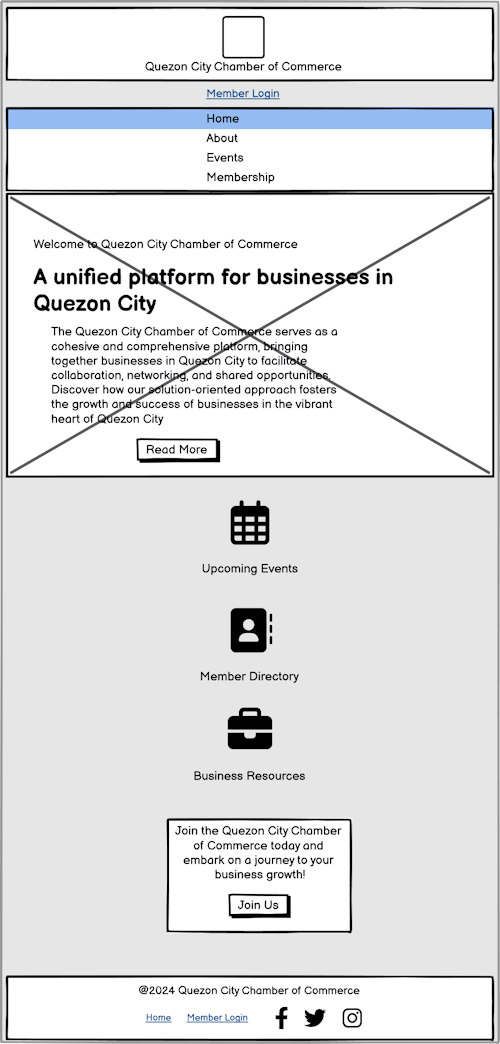 Quezon City Chamber of Commerce
Member Login
Home
About
Events
Membership
Welcome to Quezon City Chamber of Commerce
A unified platform for businesses in
Quezon City
The Quezon City Chamber of Commerce serves as a
cohesive and comprehensive platform, bringing
together businesses in Quezon City to facilitate
collaboration, networking, and shared opportunities.
Discover how our solution-oriented approach fosters
the growth and success of businesses in the vibrant
heart of Quezon City
Read More
Upcoming Events
Member Directory
Business Resources
Join the Quezon City Chamber
of Commerce today and
embark on a journey to your
business growth!
Join Us
@2024 Quezon City Chamber of Commerce
Home Member Login